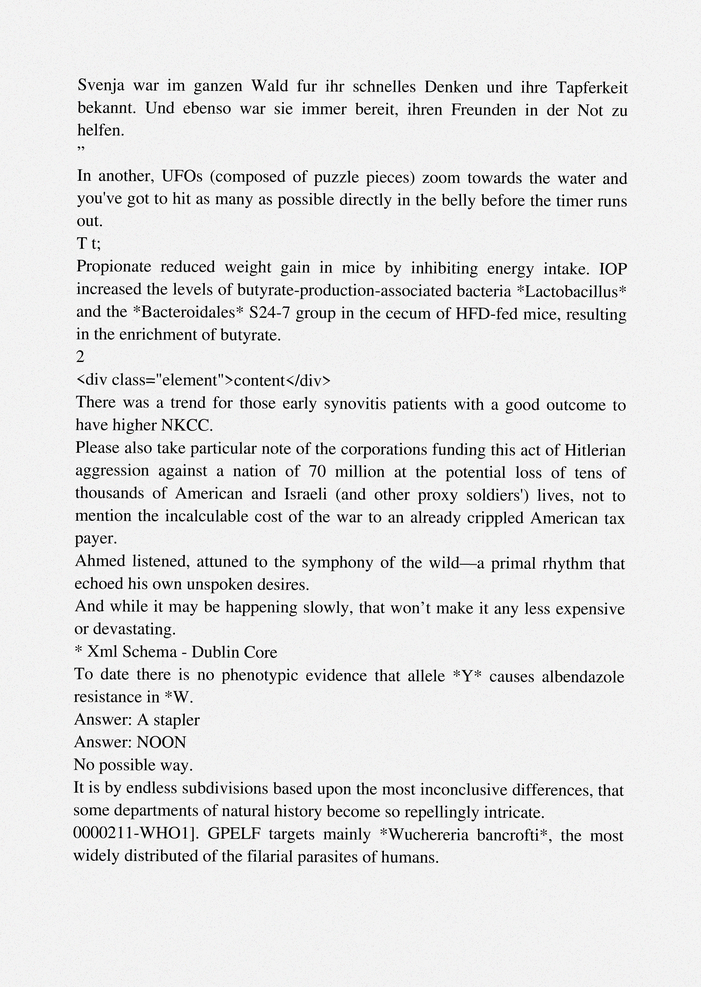 Svenja war im ganzen Wald fur ihr schnelles Denken und ihre Tapferkeit
bekannt. Und ebenso war sie immer bereit, ihren Freunden in der Not zu
helfen.
”
In another, UFOs (composed of puzzle pieces) zoom towards the water and
you've got to hit as many as possible directly in the belly before the timer runs
out.
T t;
Propionate reduced weight gain in mice by inhibiting energy intake. IOP
increased the levels of butyrate-production-associated bacteria *Lactobacillus*
and the *Bacteroidales* S24-7 group in the cecum of HFD-fed mice, resulting
in the enrichment of butyrate.
2
<div class="element">content</div>
There was a trend for those early synovitis patients with a good outcome to
have higher NKCC.
Please also take particular note of the corporations funding this act of Hitlerian
aggression against a nation of 70 million at the potential loss of tens of
thousands of American and Israeli (and other proxy soldiers') lives, not to
mention the incalculable cost of the war to an already crippled American tax
payer.
Ahmed listened, attuned to the symphony of the wild—a primal rhythm that
echoed his own unspoken desires.
And while it may be happening slowly, that won’t make it any less expensive
or devastating.
* Xml Schema - Dublin Core
To date there is no phenotypic evidence that allele *Y* causes albendazole
resistance in *W.
Answer: A stapler
Answer: NOON
No possible way.
It is by endless subdivisions based upon the most inconclusive differences, that
some departments of natural history become so repellingly intricate.
0000211-WHO1]. GPELF targets mainly *Wuchereria bancrofti*, the most
widely distributed of the filarial parasites of humans.